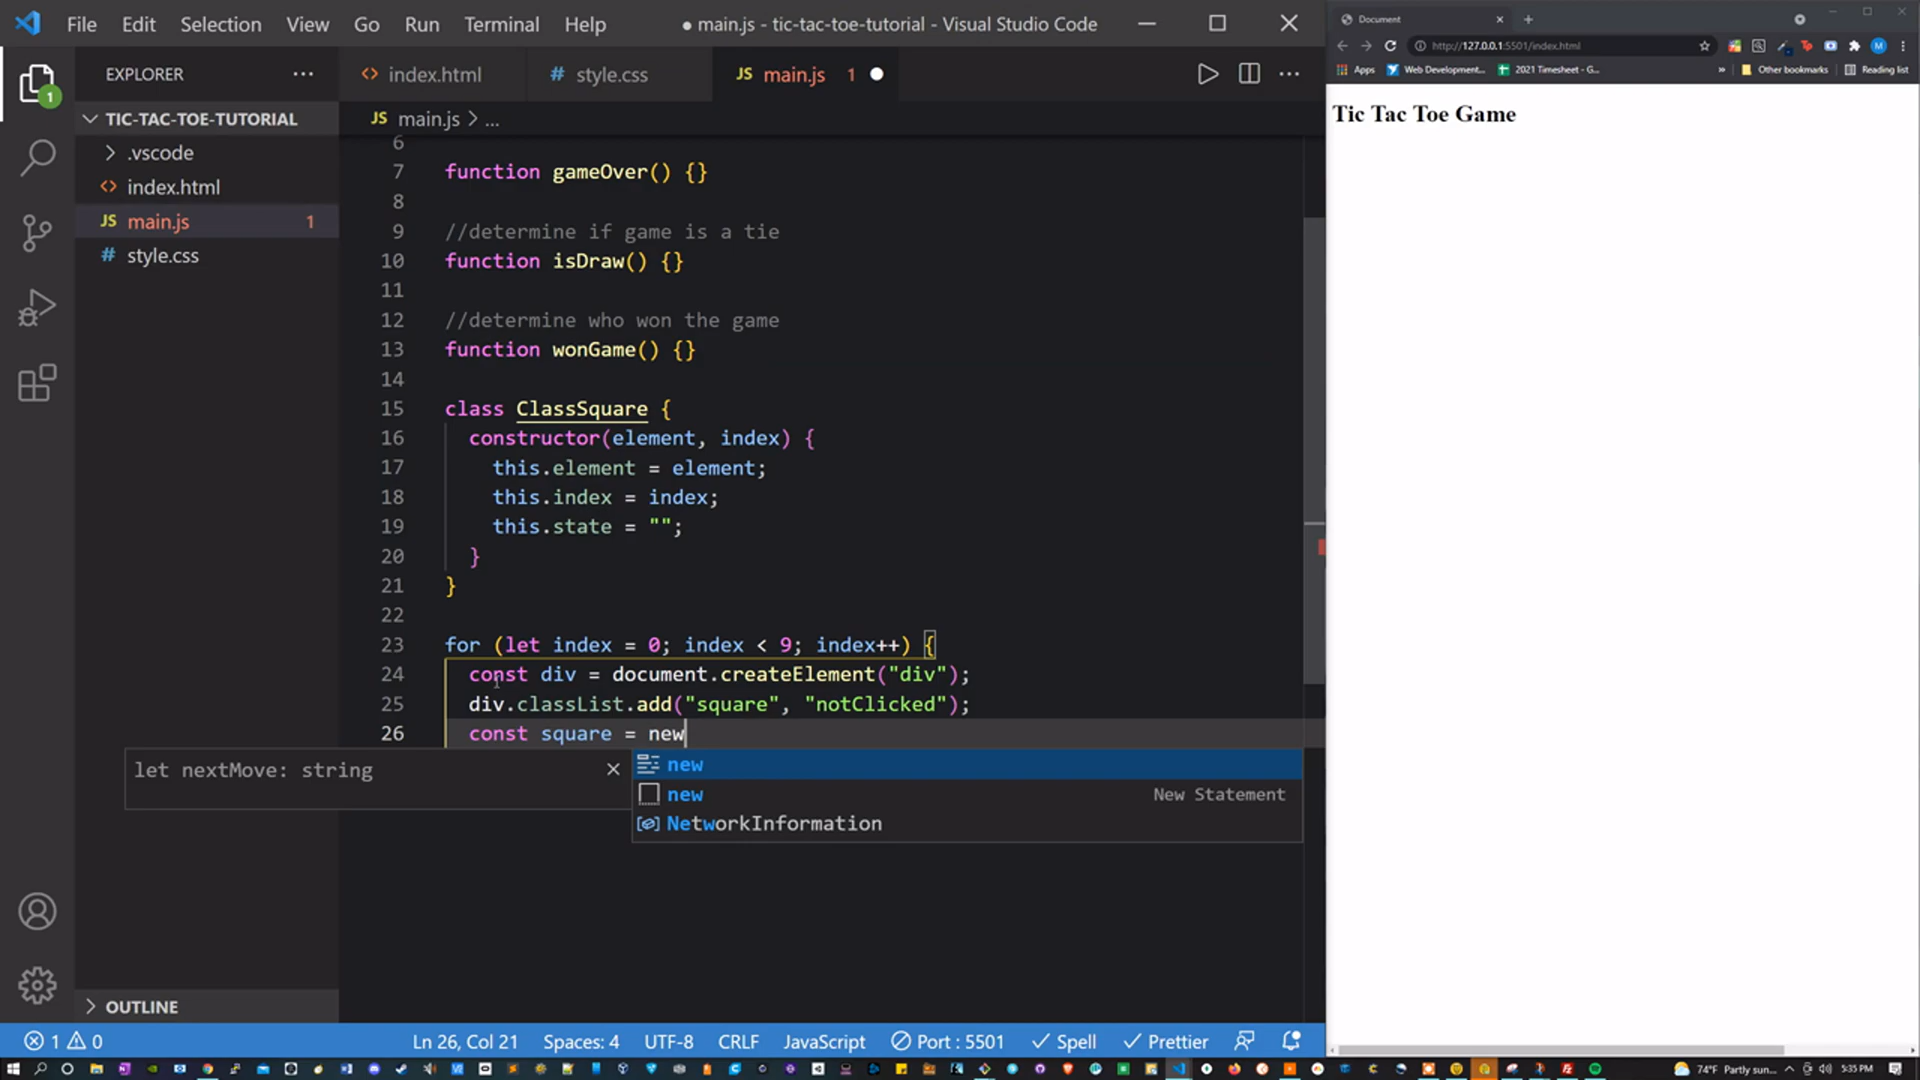 File Edit Selection View Go Run Terminal Help
● main.js - tic-tac-toe-tutorial - Visual Studio Code
Document
EXPLORER
index.html
style.css
main.js 1
http://127.0.0.1:5501/index.html
Apps Web Development... 2021 Timesheet - G... » Other bookmarks Reading list
TIC-TAC-TOE-TUTORIAL
main.js > ...
Tic Tac Toe Game
.vscode
index.html
main.js 1
style.css
6
7 function gameOver() {}
8
9 //determine if game is a tie
10 function isDraw() {}
11
12 //determine who won the game
13 function wonGame() {}
14
15 class ClassSquare {
16 constructor(element, index) {
17 this.element = element;
18 this.index = index;
19 this.state = "";
20 }
21 }
22
23 for (let index = 0; index < 9; index++) {
24 const div = document.createElement("div");
25 div.classList.add("square", "notClicked");
26 const square = new
let nextMove: string
new
new New Statement
NetworkInformation
OUTLINE
1 0 Ln 26, Col 21 Spaces: 4 UTF-8 CRLF JavaScript Port : 5501 Spell Prettier
74°F Partly sun... 5:35 PM